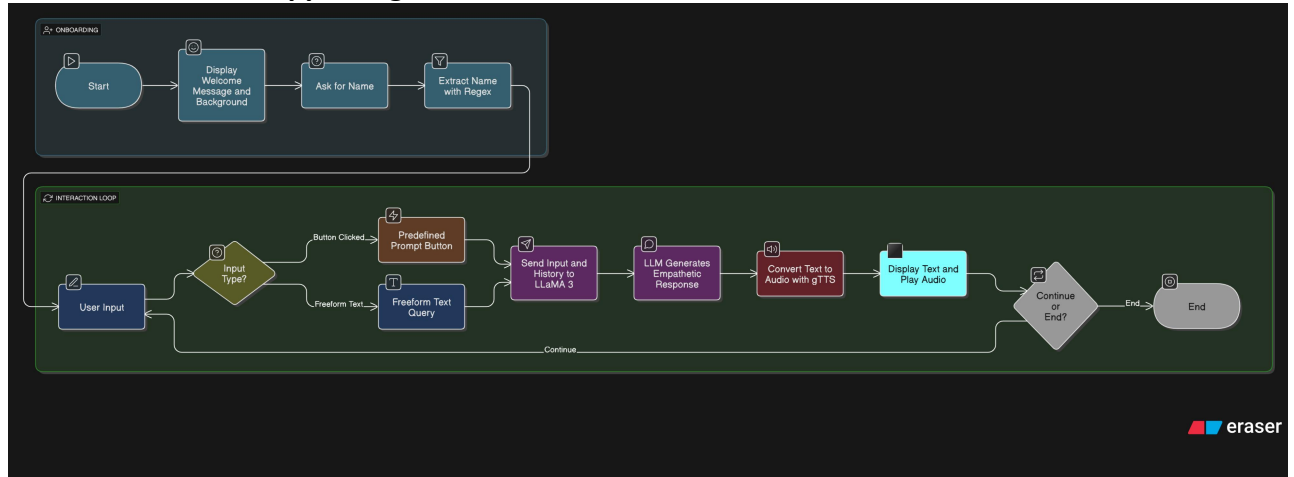 ONBOARDING
Start
Display
Welcome
Message and
Background
Ask for Name
Extract Name
with Regex
INTERACTION LOOP
User Input
Input
Type?
Button Clicked
Freeform Text
Predefined
Prompt Button
Freeform Text
Query
Send Input and
History to
LLaMA 3
LLM Generates
Empathetic
Response
Convert Text to
Audio with gTTS
Display Text and
Play Audio
Continue
or
End?
End
End
Continue
eraser